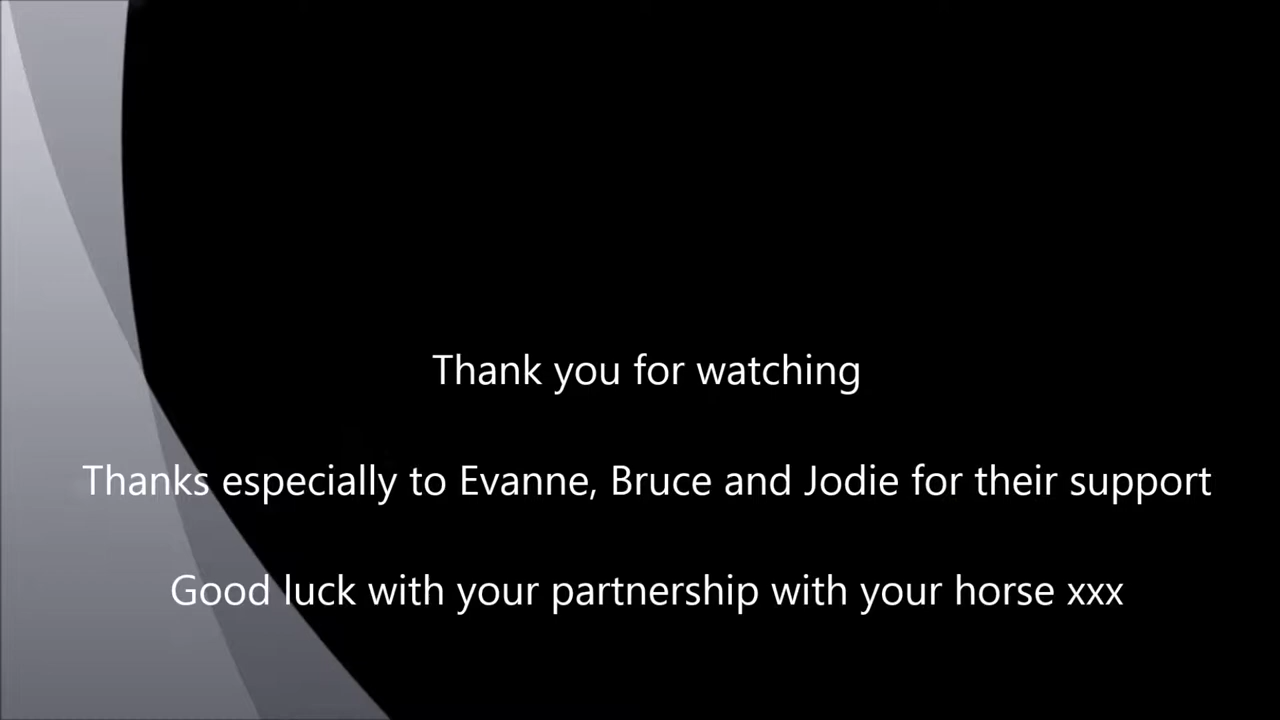 Thank you for watching
Thanks especially to Evanne, Bruce and Jodie for their support
Good luck with your partnership with your horse xxx